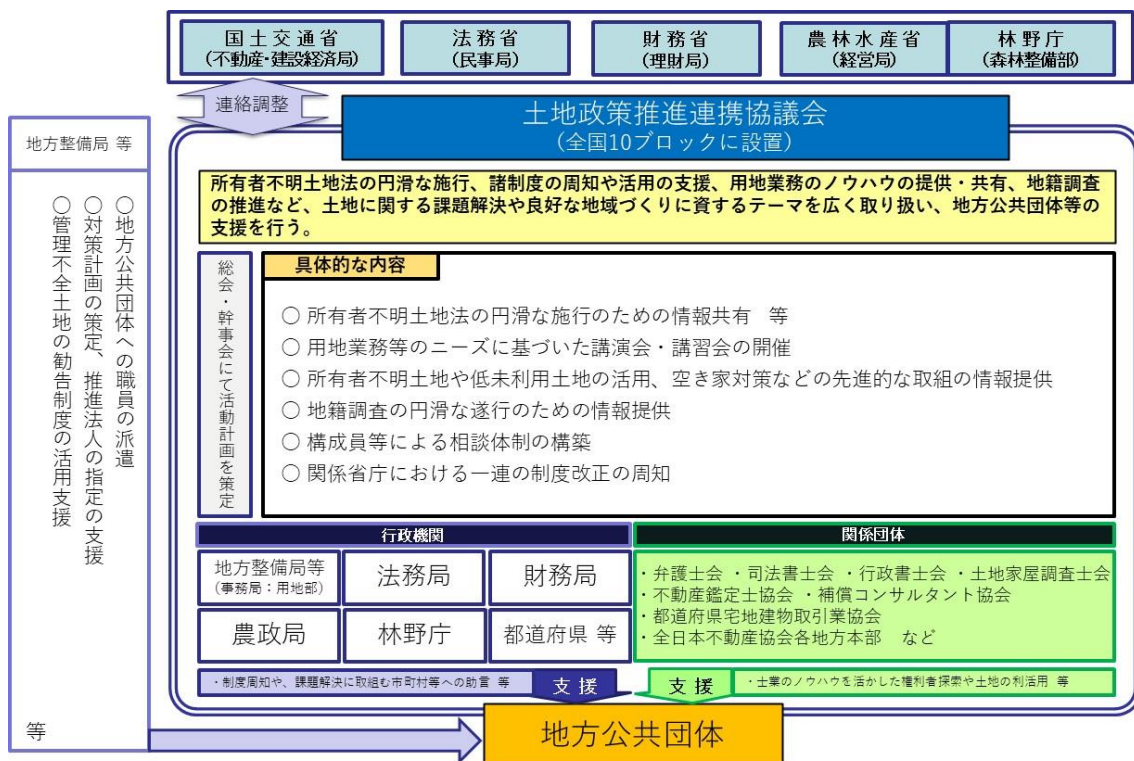 国土交通省
(不動産・建設経済局)
法務省
(民事局)
財務省
(理財局)
農林水産省
(経営局)
林野庁
(森林整備部)
連絡調整
土地政策推進連携協議会
(全国10ブロックに設置)
地方整備局 等
○地方公共団体への職員の派遣
○対策計画の策定、推進法人の指定の支援
○管理不全土地の勧告制度の活用支援
等
所有者不明土地法の円滑な施行、諸制度の周知や活用の支援、用地業務のノウハウの提供・共有、地籍調査
の推進など、土地に関する課題解決や良好な地域づくりに資するテーマを広く取り扱い、地方公共団体等の
支援を行う。
総会・幹事会にて活動計画を策定
具体的な内容
○ 所有者不明土地法の円滑な施行のための情報共有 等
○ 用地業務等のニーズに基づいた講演会・講習会の開催
○ 所有者不明土地や低未利用土地の活用、空き家対策などの先進的な取組の情報提供
○ 地籍調査の円滑な遂行のための情報提供
○ 構成員等による相談体制の構築
○ 関係省庁における一連の制度改正の周知
行政機関
地方整備局等
(事務局：用地部)
法務局
財務局
農政局
林野庁
都道府県 等
関係団体
・弁護士会 ・司法書士会 ・行政書士会 ・土地家屋調査士会
・不動産鑑定士協会 ・補償コンサルタント協会
・都道府県宅地建物取引業協会
・全日本不動産協会各地方本部 など
・制度周知や、課題解決に取組む市町村等への助言 等
支援
支援
・士業のノウハウを活かした権利者探索や土地の利活用 等
地方公共団体